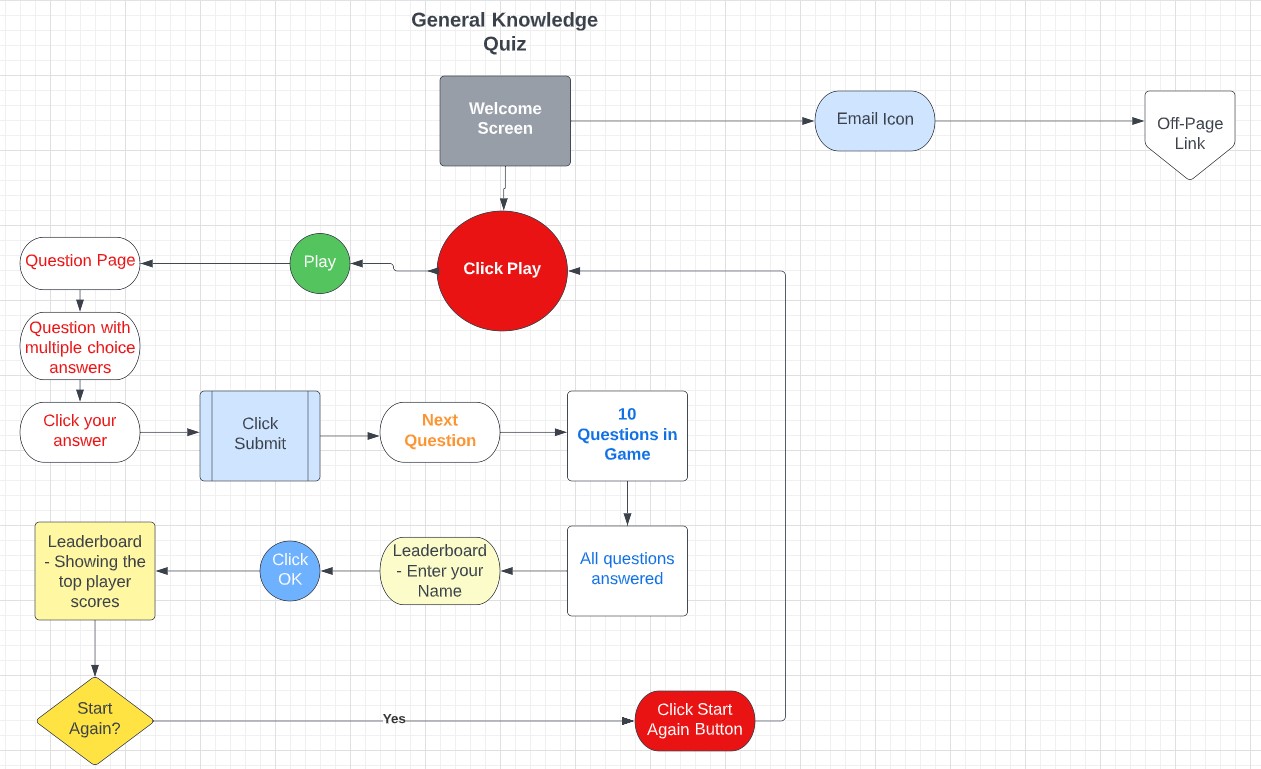 General Knowledge
Quiz
Welcome
Screen
Email Icon
Off-Page
Link
Click Play
Play
Question Page
Question with
multiple choice
answers
Click your
answer
Click
Submit
Next
Question
10
Questions in
Game
All questions
answered
Leaderboard
- Enter your
Name
Click
OK
Leaderboard
- Showing the
top player
scores
Start
Again?
Yes
Click Start
Again Button